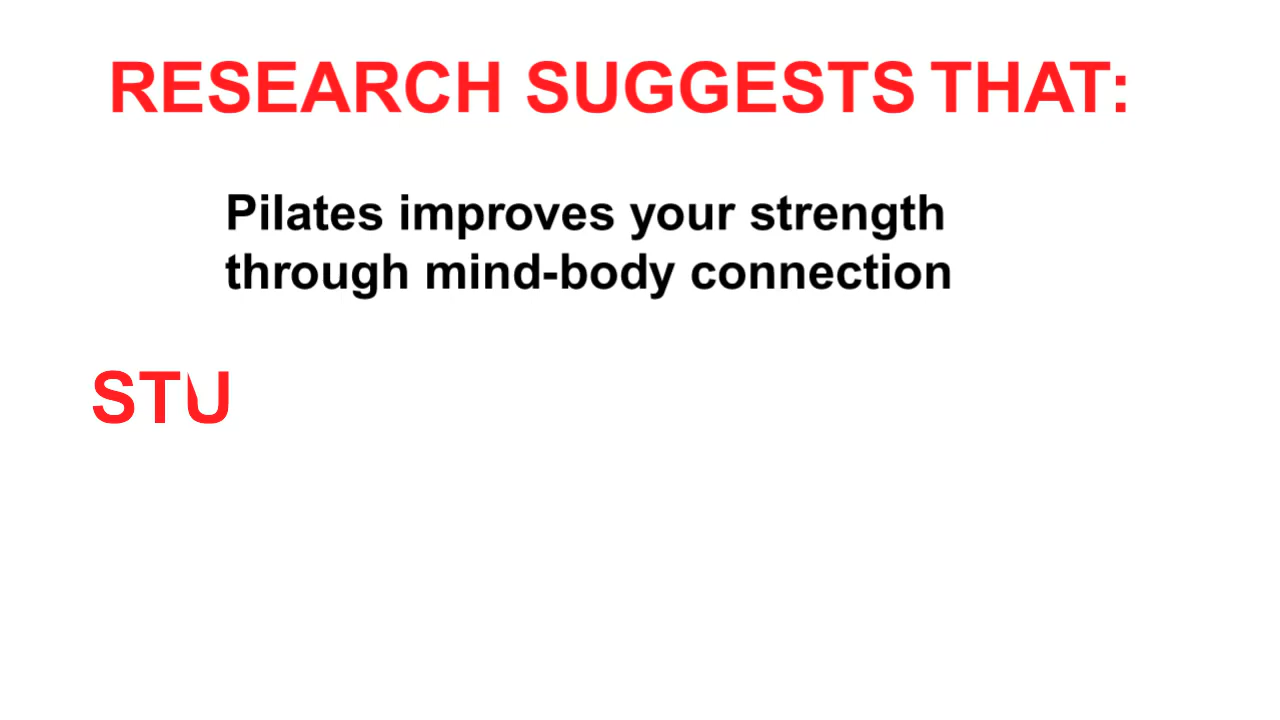 RESEARCH SUGGESTS THAT:
Pilates improves your strength
through mind-body connection
STU